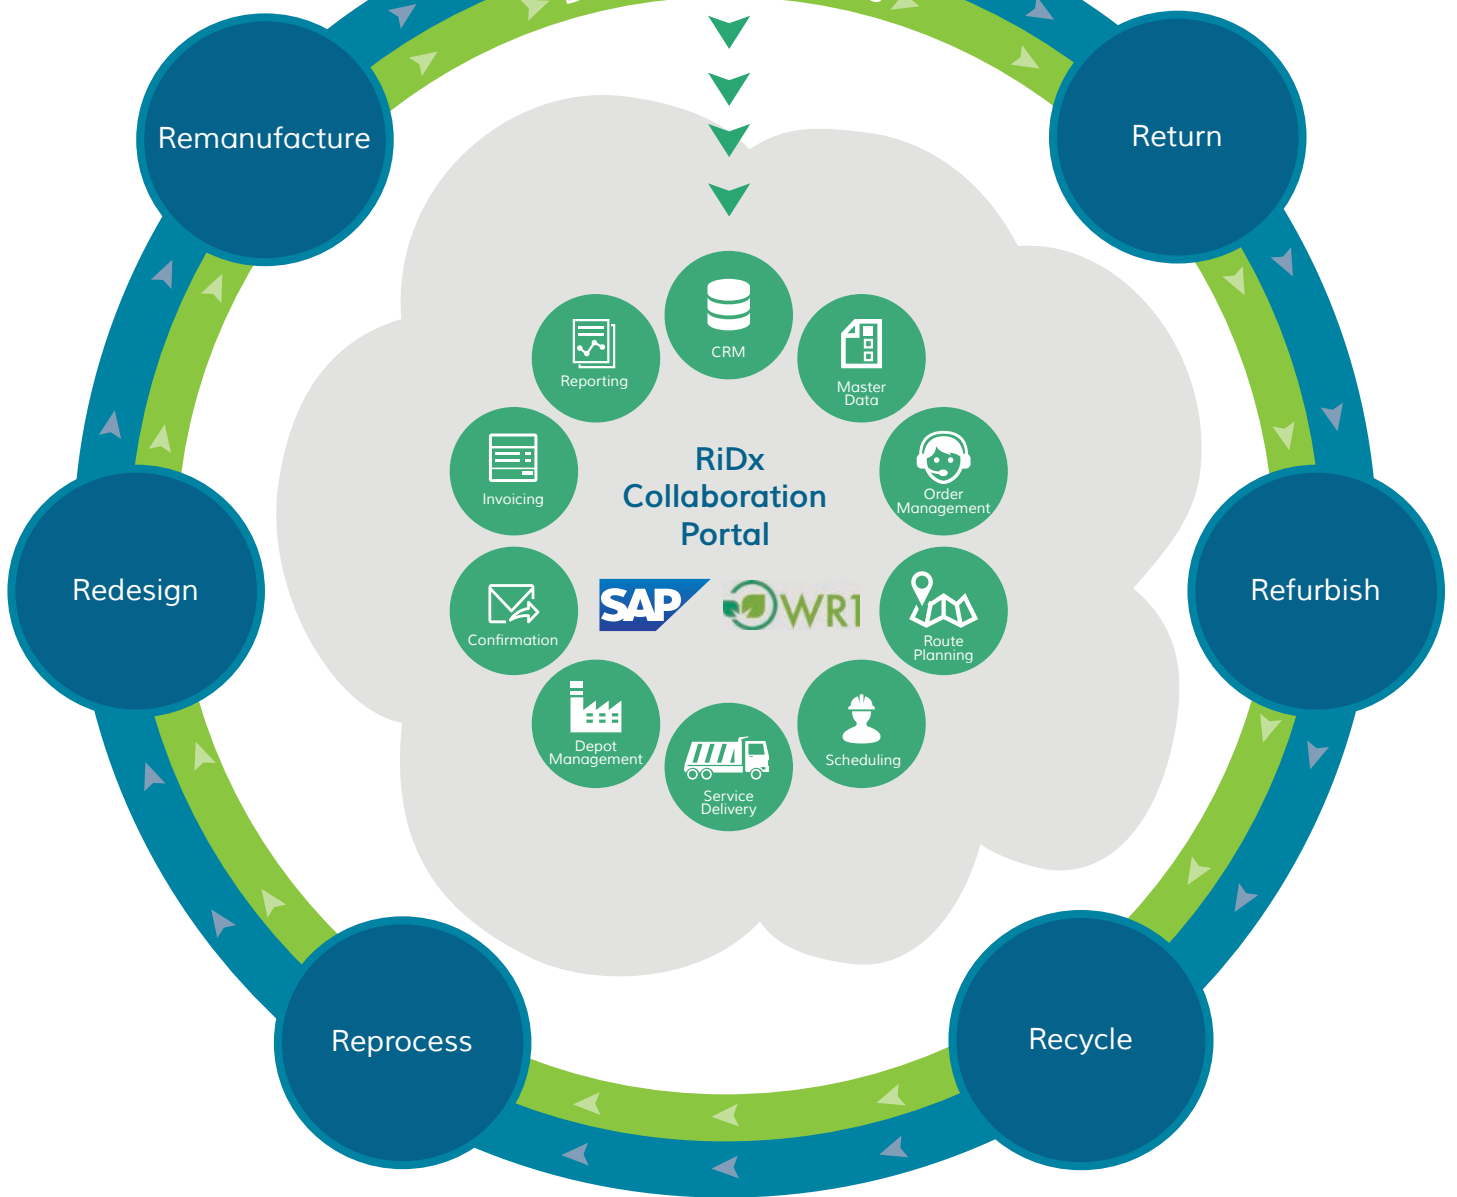 Remanufacture
Return
CRM
Reporting
Master
Data
RiDx
Collaboration
Portal
Invoicing
Order
Management
Redesign
Refurbish
SAP
WR1
Confirmation
Route
Planning
Depot
Management
Service
Delivery
Scheduling
Reprocess
Recycle